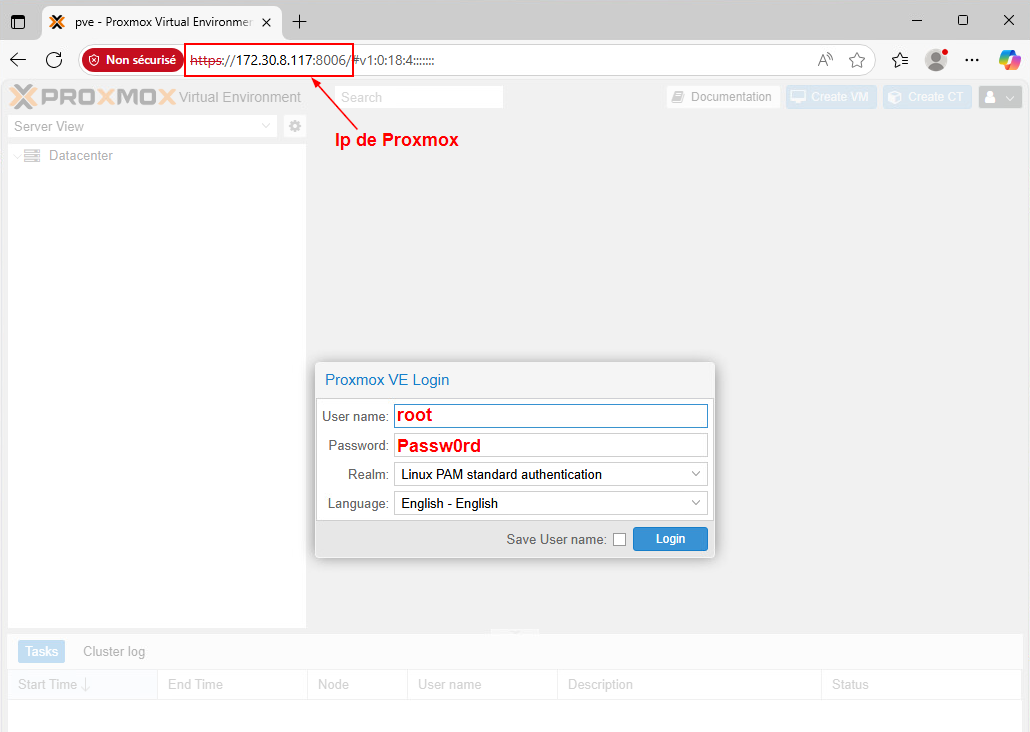 pve - Proxmox Virtual Environme
Non sécurisé https://172.30.8.117:8006/#v1:0:18:4:::::::
PROXMOX Virtual Environment Search Documentation Create VM Create CT
Ip de Proxmox
Server View
Datacenter
Proxmox VE Login
User name: root
Password: Passw0rd
Realm: Linux PAM standard authentication
Language: English - English
Save User name: Login
Tasks Cluster log
Start Time End Time Node User name Description Status